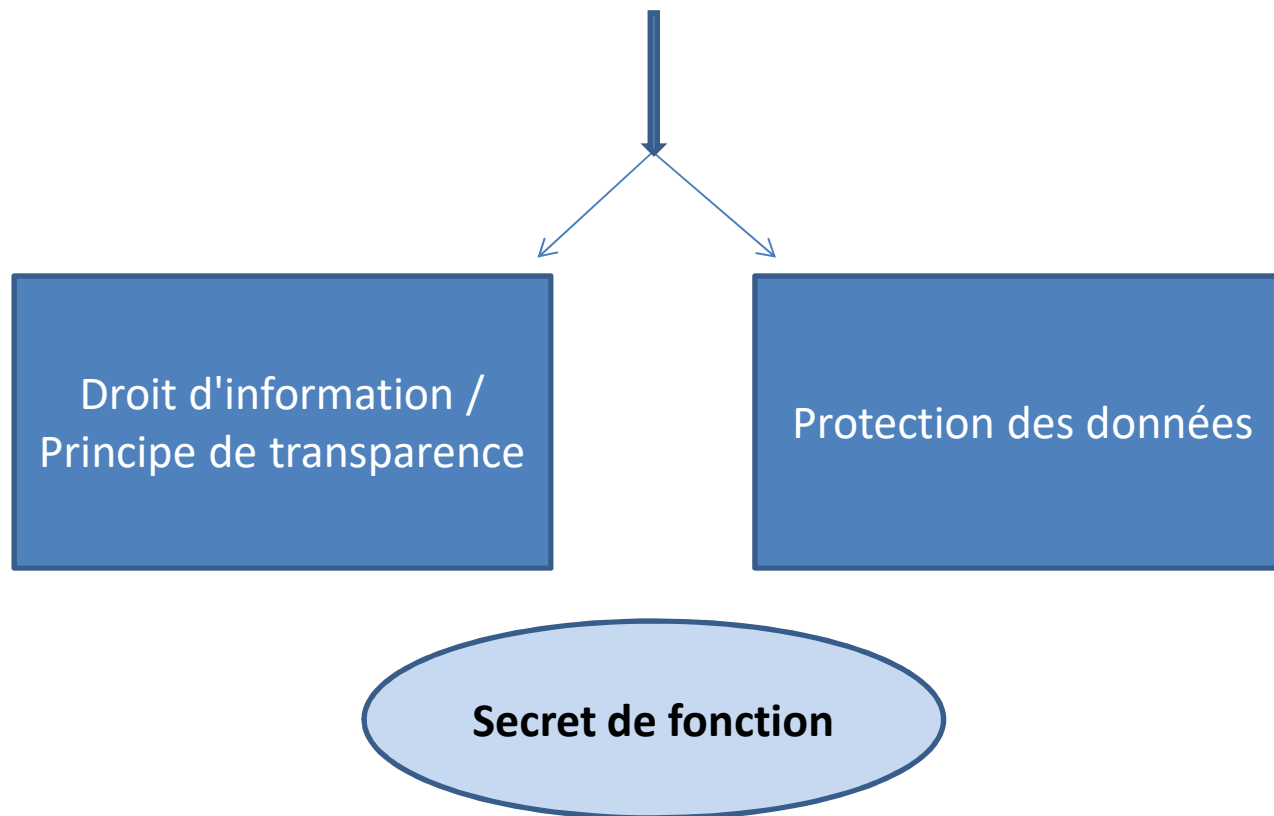 Droit d'information /
Principe de transparence
Protection des données
Secret de fonction